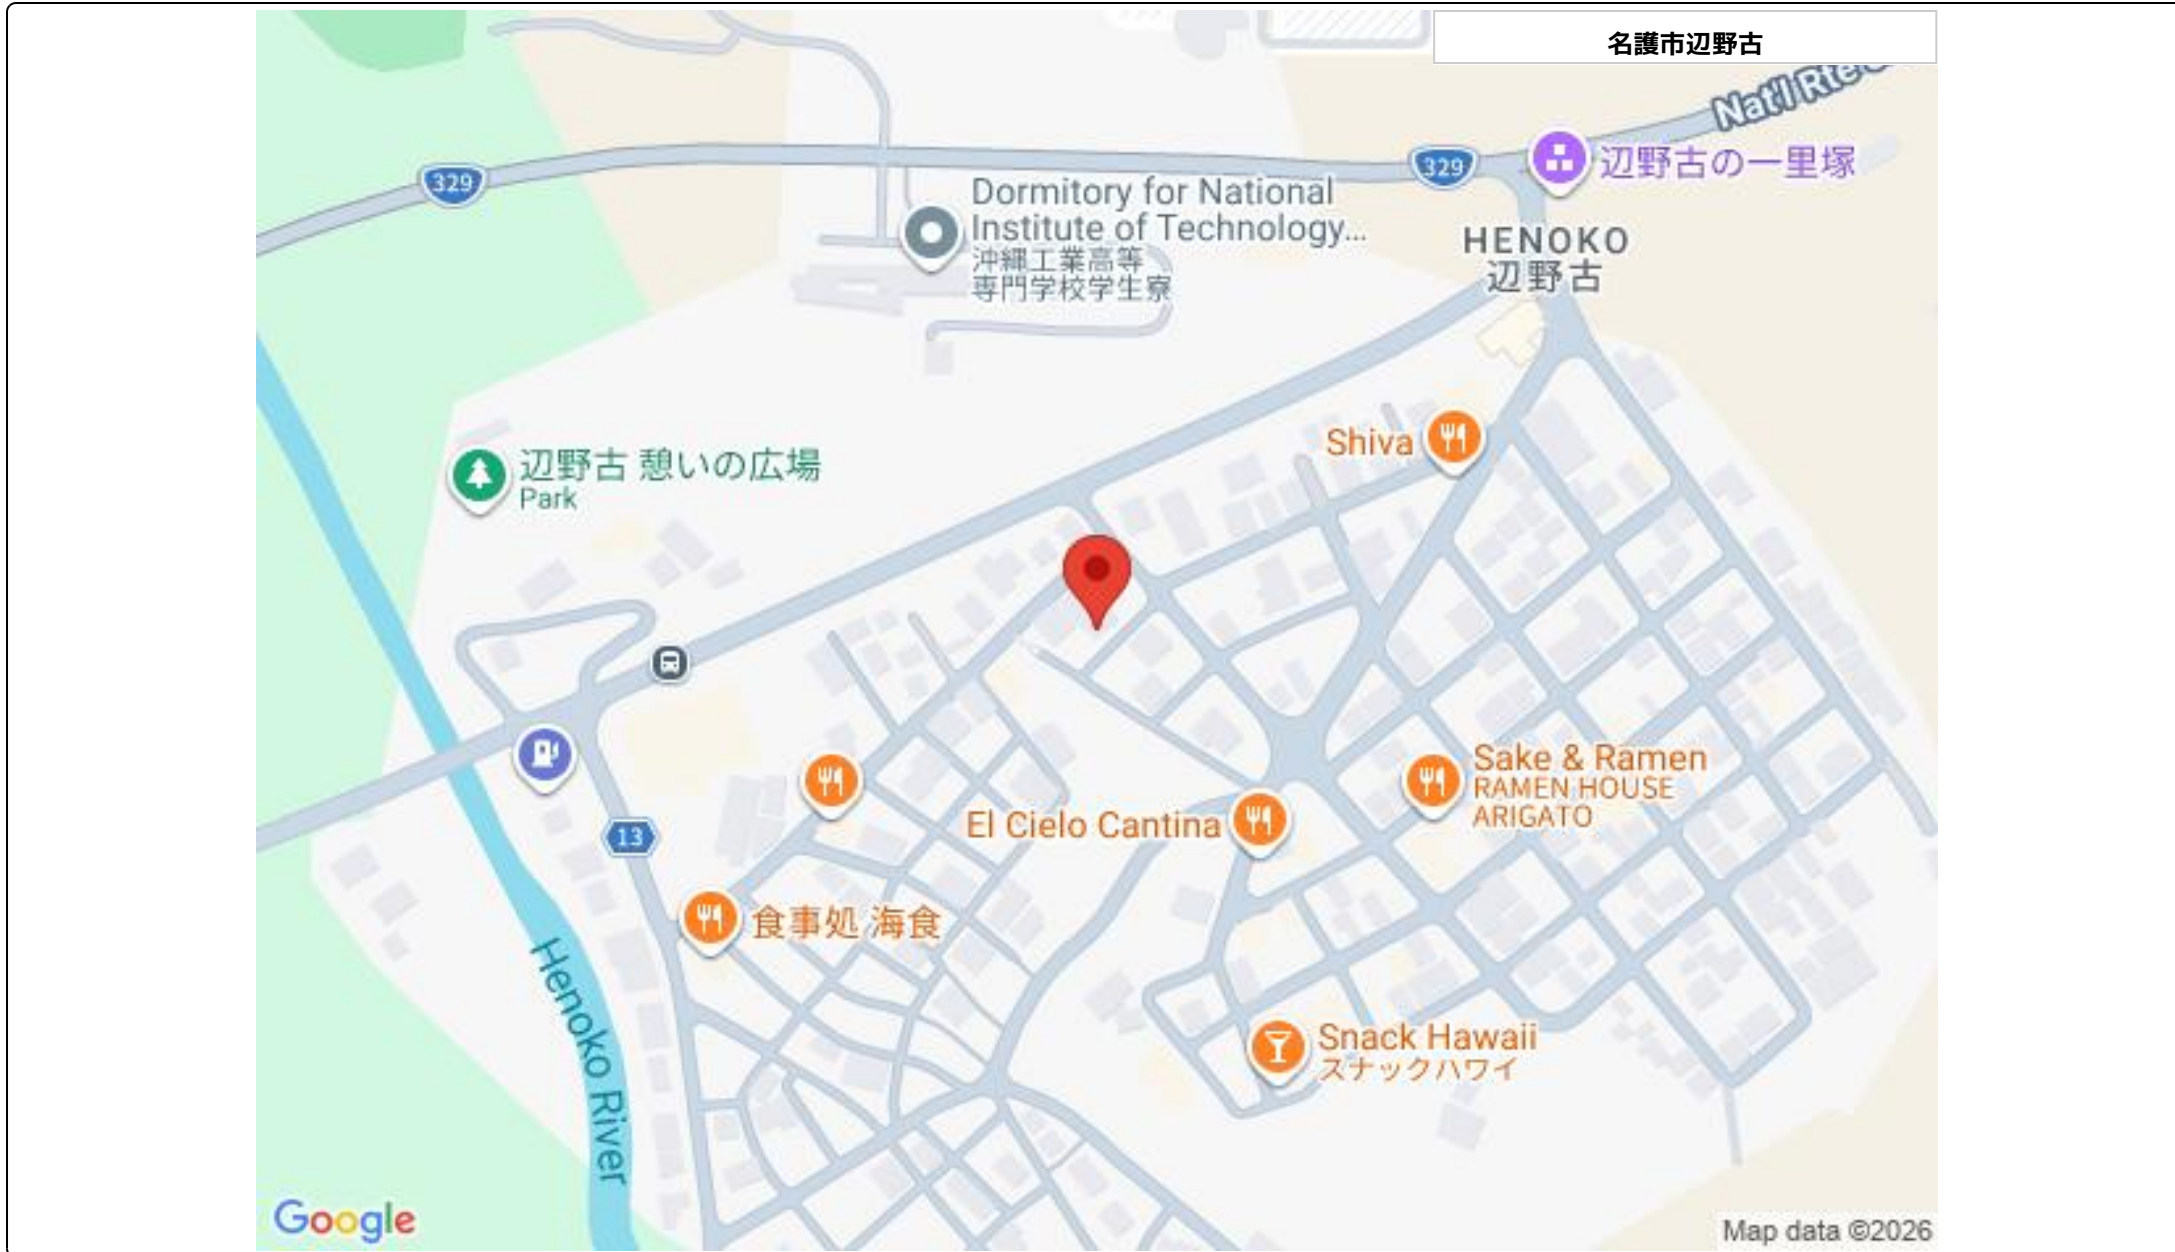 名護市辺野古
Nat'l Rte
329
329
辺野古の一里塚
Dormitory for National
Institute of Technology...
沖縄工業高等
専門学校学生寮
HENOKO
辺野古
Shiva
辺野古 憩いの広場
Park
Sake & Ramen
RAMEN HOUSE
ARIGATO
El Cielo Cantina
13
食事処 海食
Henoko River
Snack Hawaii
スナックハワイ
Google
Map data ©2026